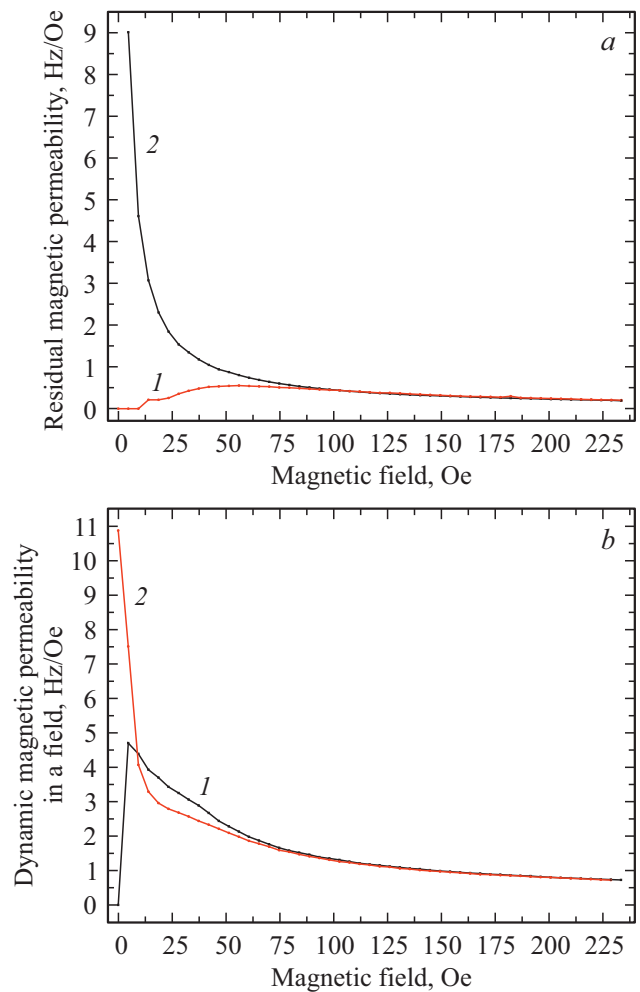 a
Residual magnetic permeability, Hz/Oe
9
8
7
6
5
4
3
2
1
0
2
1
0 25 50 75 100 125 150 175 200 225
Magnetic field, Oe
b
Dynamic magnetic permeability
in a field, Hz/Oe
11
10
9
8
7
6
5
4
3
2
1
0
2
1
0 25 50 75 100 125 150 175 200 225
Magnetic field, Oe